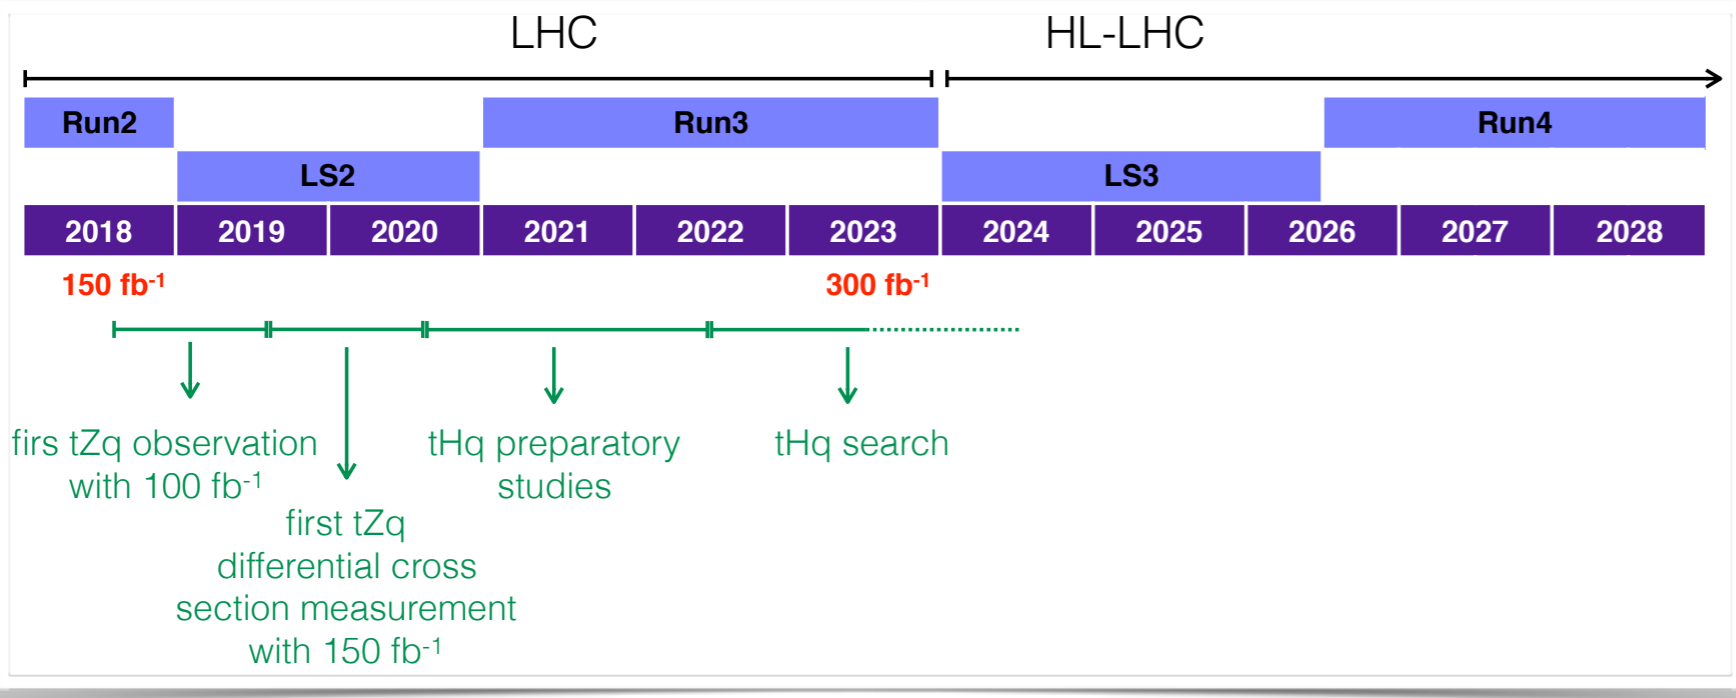 LHC
HL-LHC
Run2
Run3
Run4
LS2
LS3
2018
2019
2020
2021
2022
2023
2024
2025
2026
2027
2028
150 fb-1
300 fb-1
firs tZq observation
with 100 fb-1
first tZq
differential cross
section measurement
with 150 fb-1
tHq preparatory
studies
tHq search